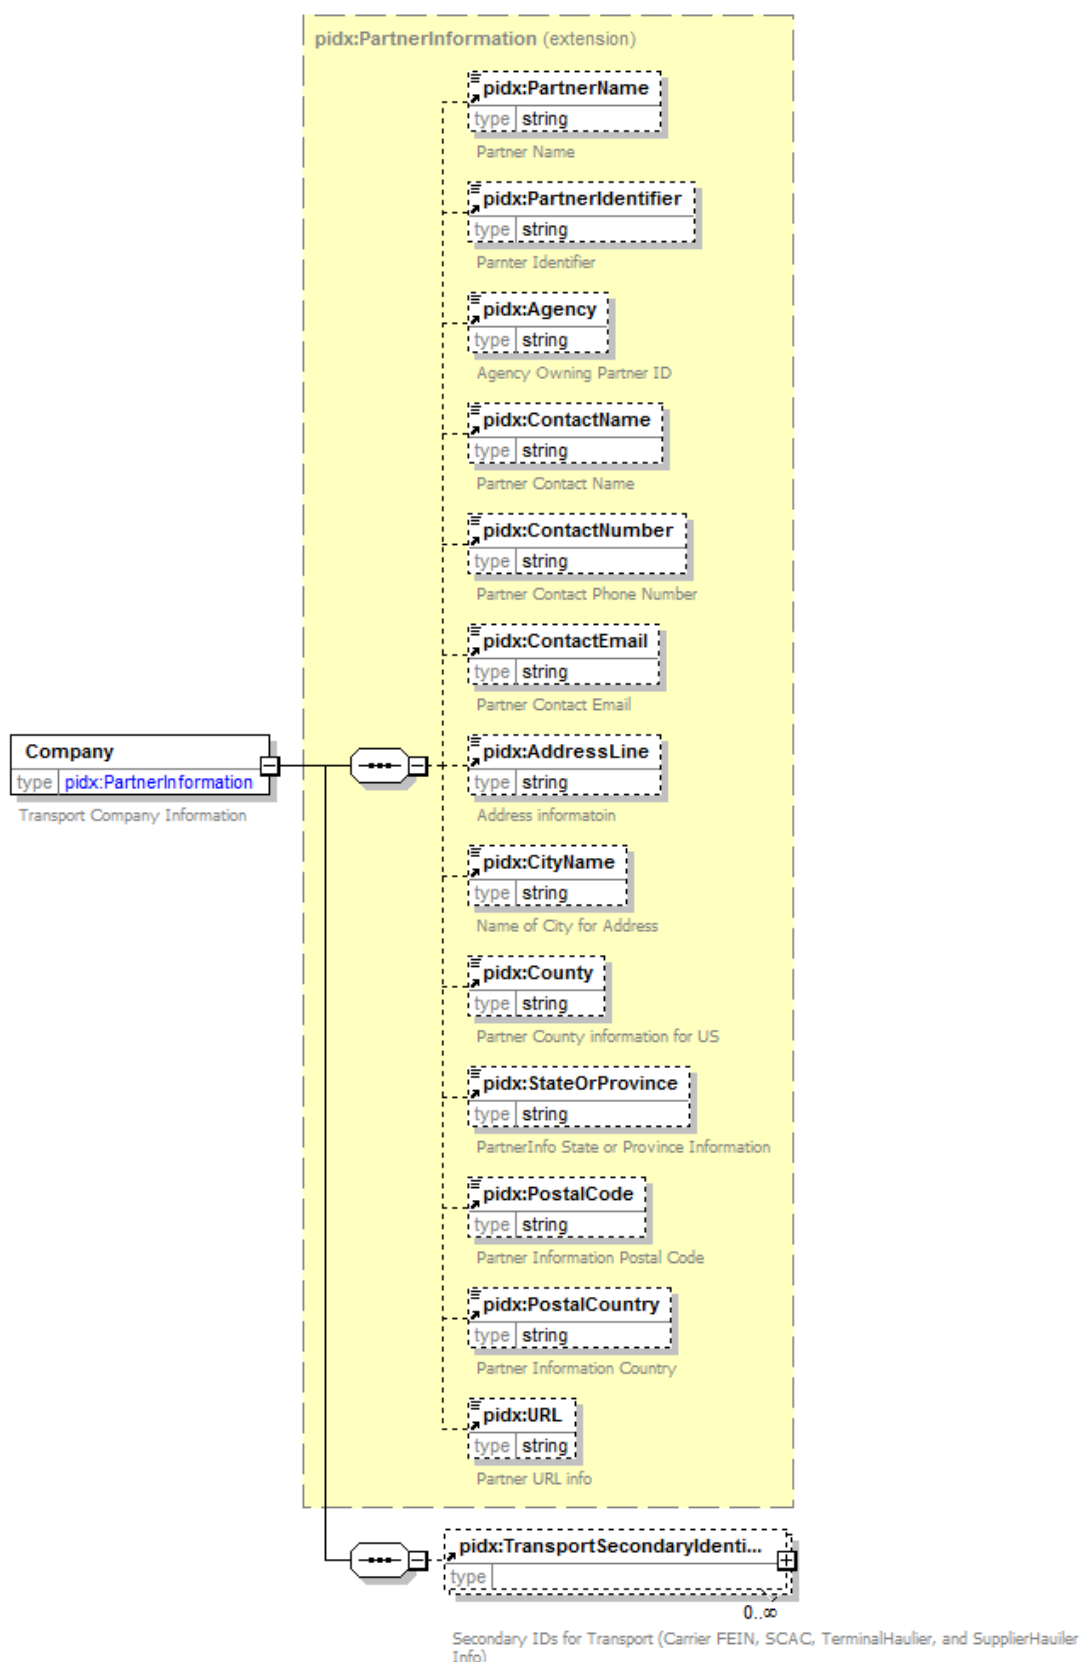 pidx:PartnerInformation (extension)
pidx:PartnerName
type string
Partner Name
pidx:PartnerIdentifier
type string
Parnter Identifier
pidx:Agency
type string
Agency Owning Partner ID
pidx:ContactName
type string
Partner Contact Name
pidx:ContactNumber
type string
Partner Contact Phone Number
pidx:ContactEmail
type string
Partner Contact Email
Company
type pidx:PartnerInformation
Transport Company Information
pidx:AddressLine
type string
Address informatoin
pidx:CityName
type string
Name of City for Address
pidx:County
type string
Partner County information for US
pidx:StateOrProvince
type string
PartnerInfo State or Province Information
pidx:PostalCode
type string
Partner Information Postal Code
pidx:PostalCountry
type string
Partner Information Country
pidx:URL
type string
Partner URL info
pidx:TransportSecondaryIdenti...
type
0..∞
Secondary IDs for Transport (Carrier FEIN, SCAC, TerminalHaulier, and SupplierHauiler
Info)